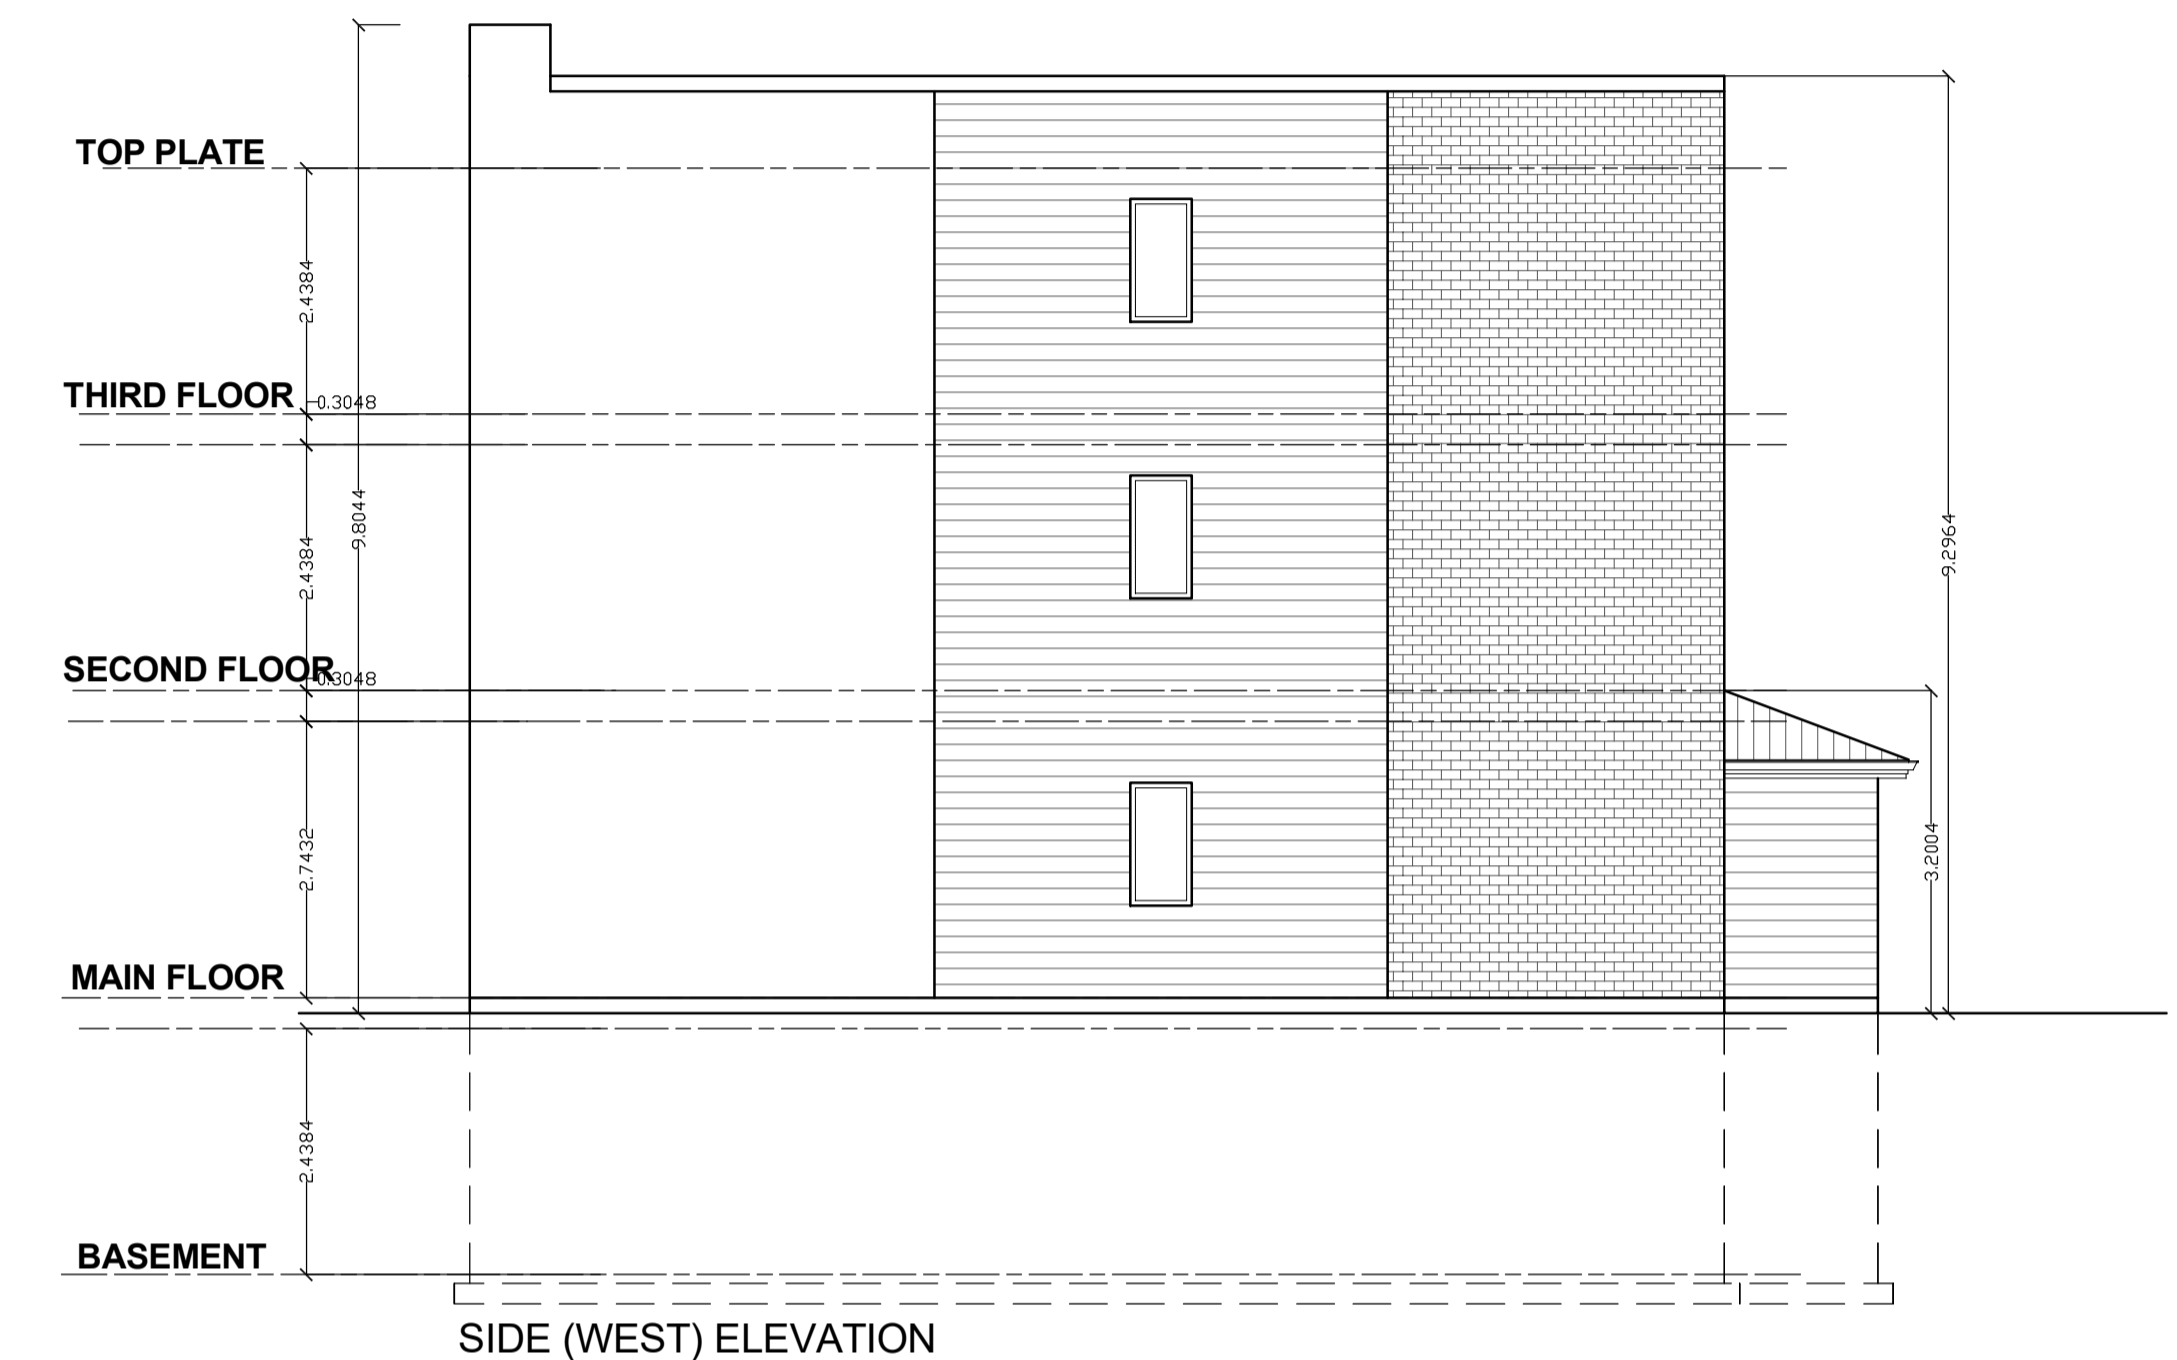 TOP PLATE
2.4384
THIRD FLOOR
0.3048
9.8044
9.2964
2.4384
SECOND FLOOR
0.3048
2.7432
3.2004
MAIN FLOOR
2.4384
BASEMENT
SIDE (WEST) ELEVATION